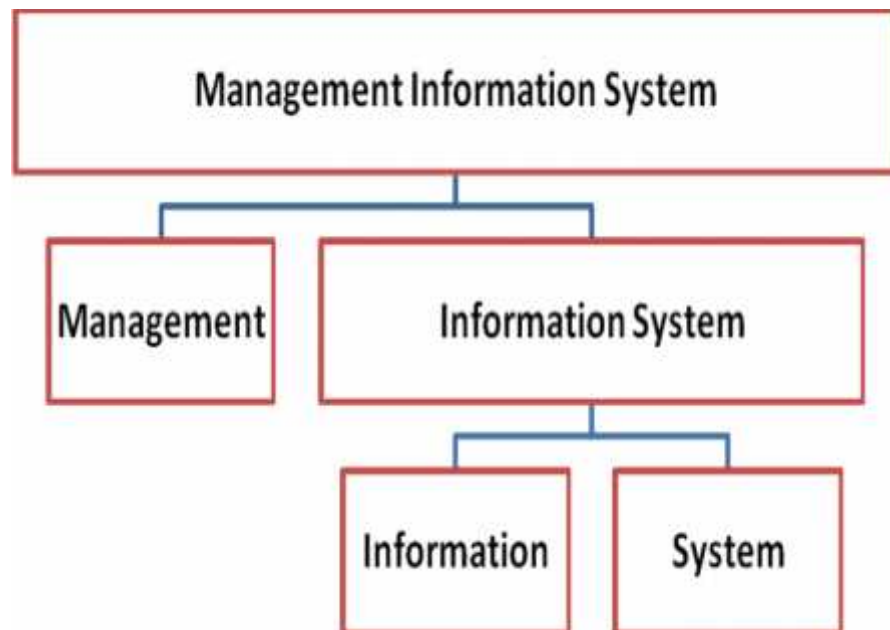 Management Information System
Management
Information System
Information
System